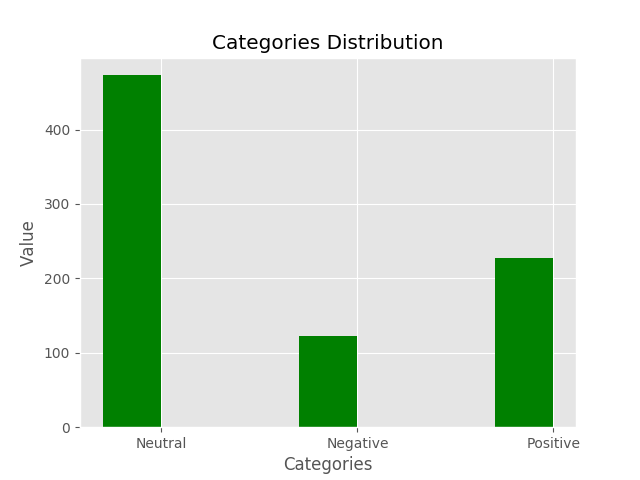 Categories Distribution
Value
400
300
200
100
0
Neutral Negative Positive
Categories